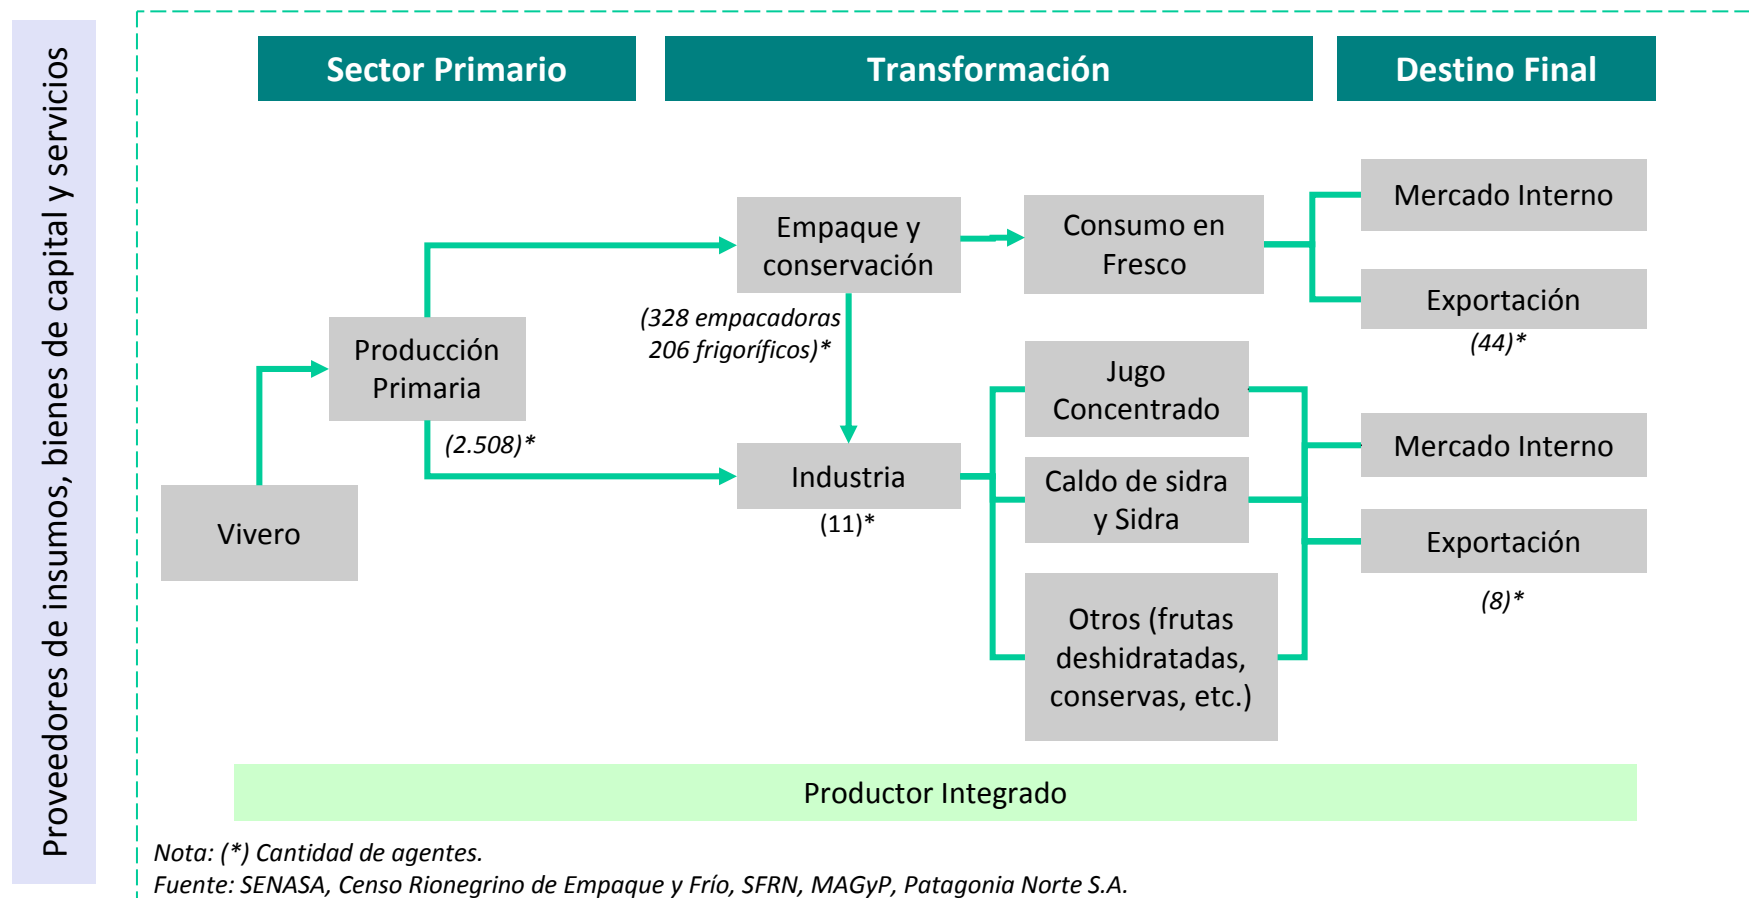 Proveedores de insumos, bienes de capital y servicios
Sector Primario
Transformación
Destino Final
Vivero
Producción
Primaria
(2.508)*
Empaque y
conservación
(328 empacadoras
206 frigoríficos)*
Industria
(11)*
Consumo en
Fresco
Jugo
Concentrado
Caldo de sidra
y Sidra
Otros (frutas
deshidratadas,
conservas, etc.)
Mercado Interno
Exportación
(44)*
Mercado Interno
Exportación
(8)*
Productor Integrado
Nota: (*) Cantidad de agentes.
Fuente: SENASA, Censo Rionegrino de Empaque y Frío, SFRN, MAGyP, Patagonia Norte S.A.